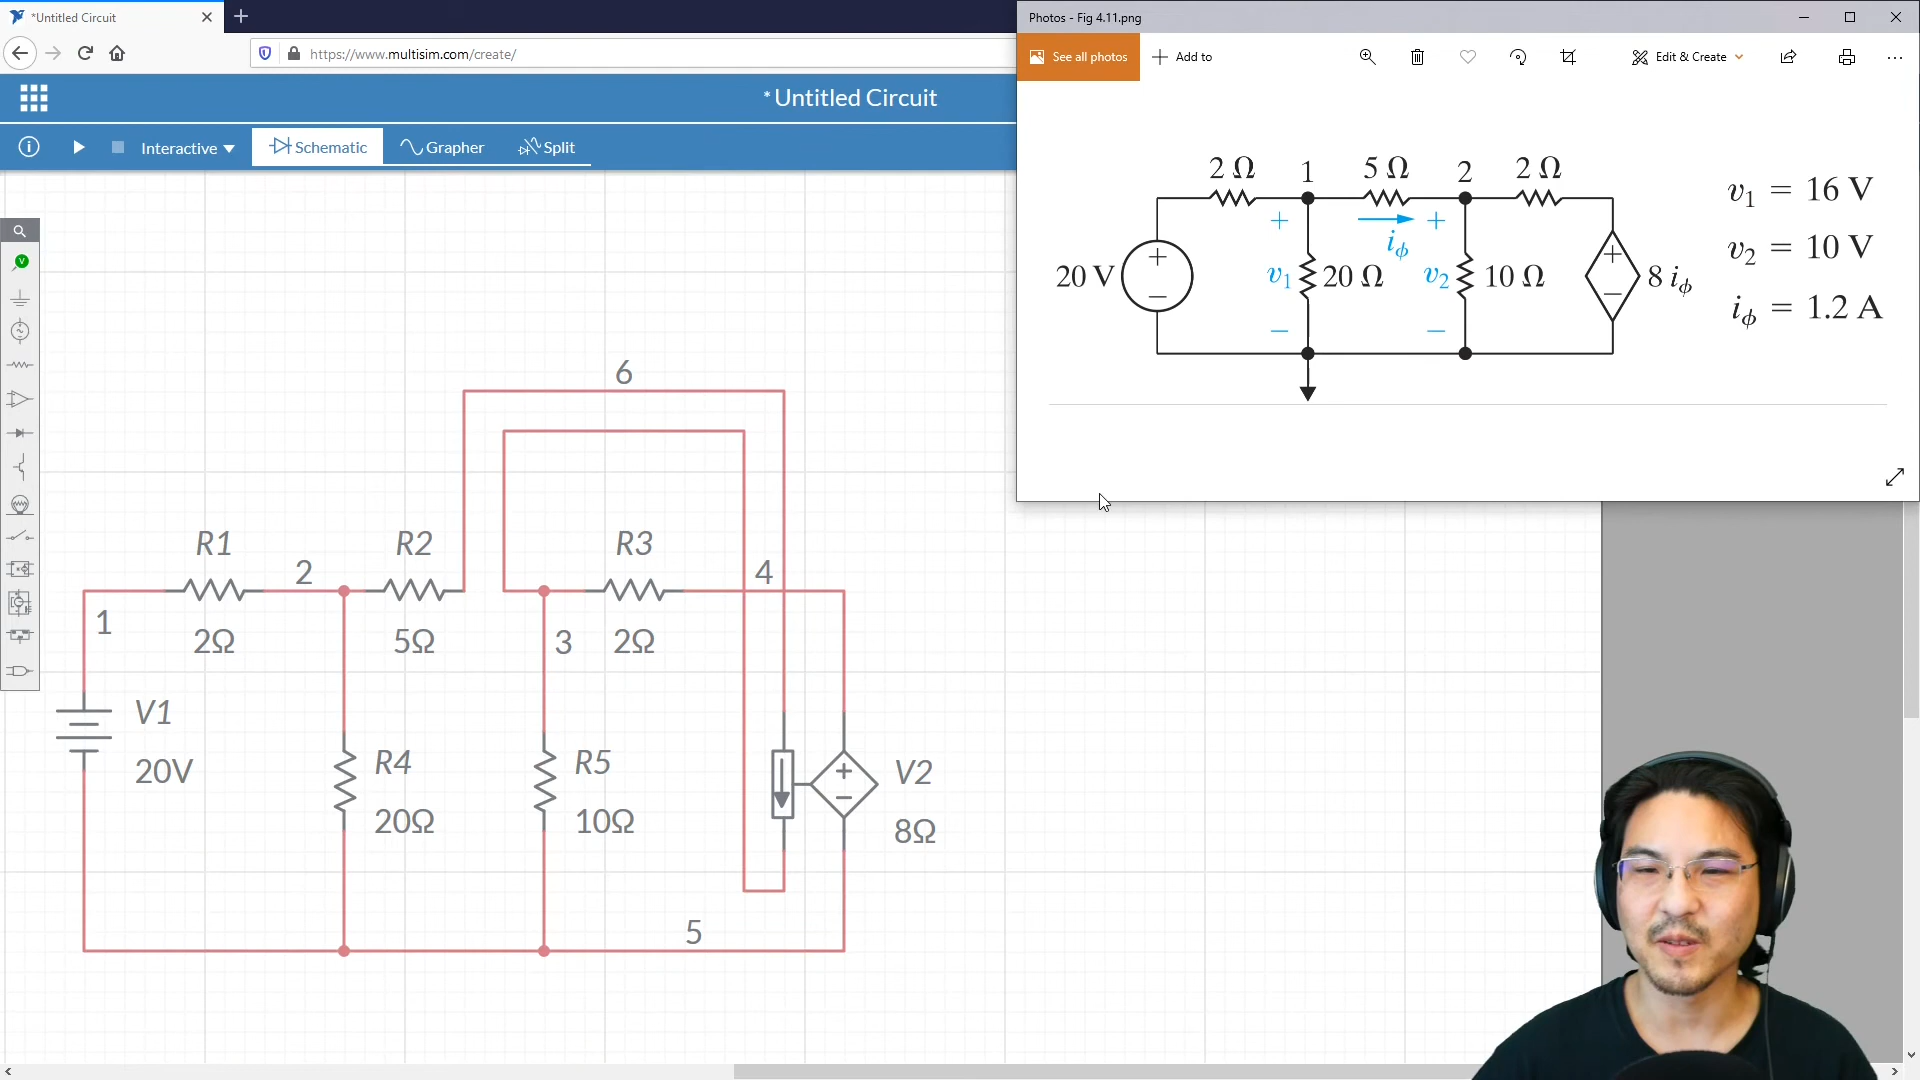 *Untitled Circuit
https://www.multisim.com/create/
*Untitled Circuit
Interactive
Schematic
Grapher
Split
V
Photos - Fig 4.11.png
See all photos
Add to
Edit & Create
2 Ω 1 5 Ω 2 2 Ω
v₁ = 16 V
+ → +
iϕ
v₂ = 10 V
20 V + −
v₁ 20 Ω v₂ 10 Ω
+ − 8 iϕ
iϕ = 1.2 A
− −
6
R1 2 R2 R3 4
1 2Ω 5Ω 3 2Ω
V1
20V
R4
20Ω
R5
10Ω
+
−
V2
8Ω
5